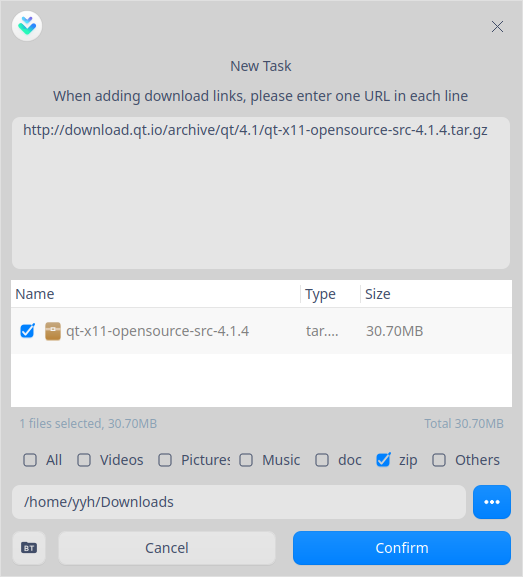 New Task
When adding download links, please enter one URL in each line
http://download.qt.io/archive/qt/4.1/qt-x11-opensource-src-4.1.4.tar.gz
Name Type Size
qt-x11-opensource-src-4.1.4 tar.... 30.70MB
1 files selected, 30.70MB Total 30.70MB
All Videos Pictures Music doc zip Others
/home/yyh/Downloads
BT Cancel Confirm